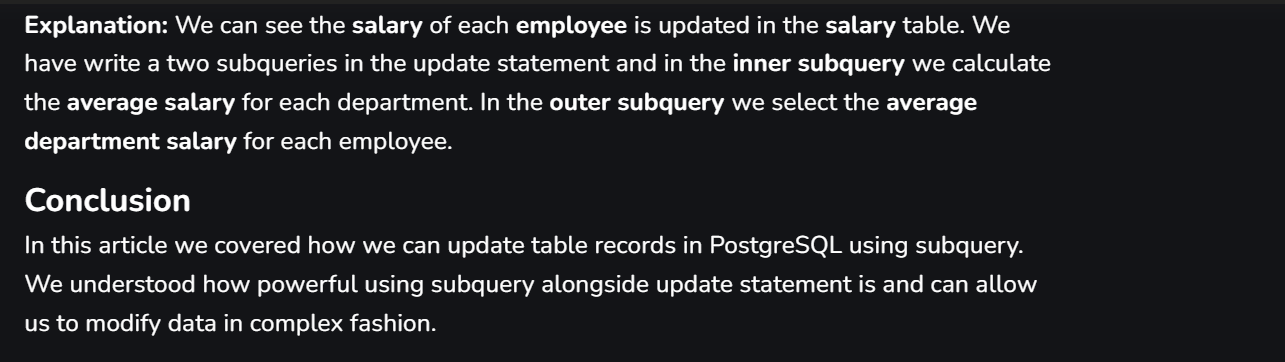 Explanation: We can see the salary of each employee is updated in the salary table. We
have write a two subqueries in the update statement and in the inner subquery we calculate
the average salary for each department. In the outer subquery we select the average
department salary for each employee.
Conclusion
In this article we covered how we can update table records in PostgreSQL using subquery.
We understood how powerful using subquery alongside update statement is and can allow
us to modify data in complex fashion.